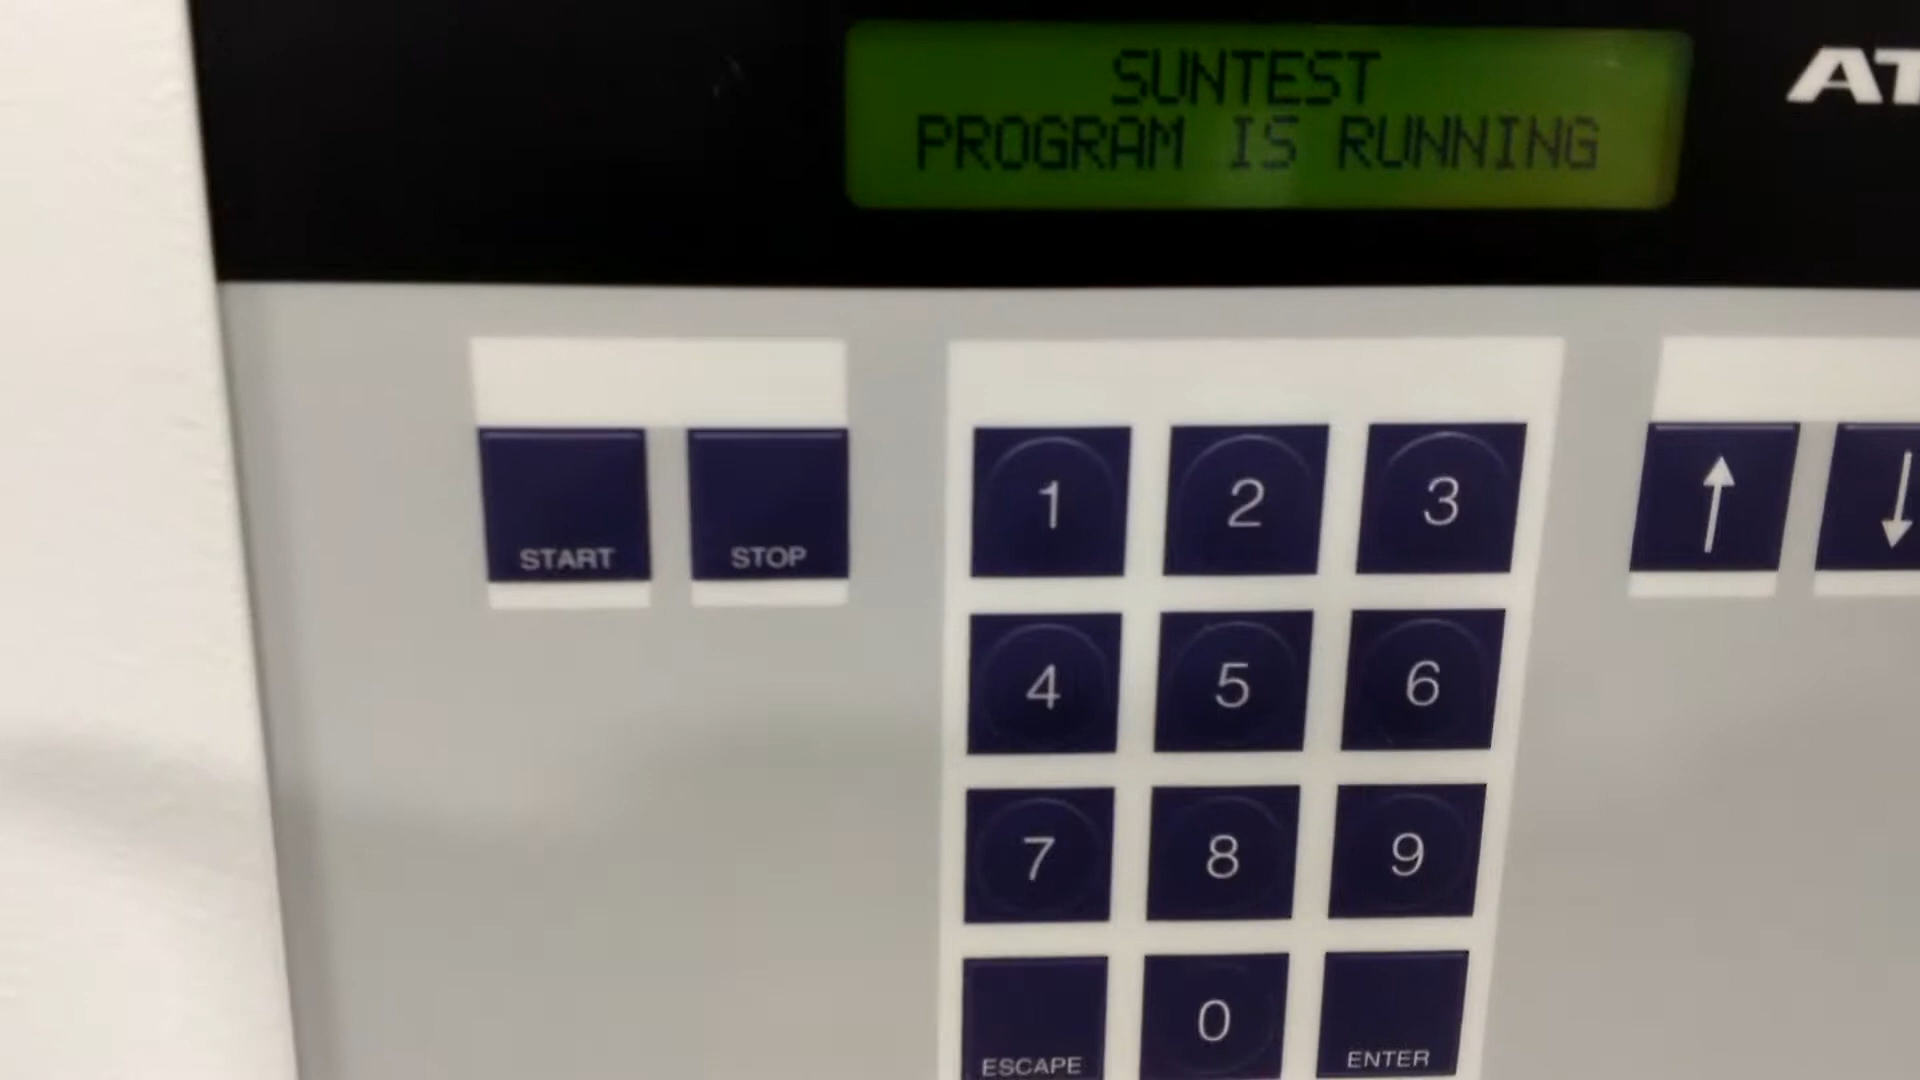 SUNTEST
PROGRAM IS RUNNING
AT
START STOP
1 2 3
4 5 6
7 8 9
ESCAPE 0 ENTER